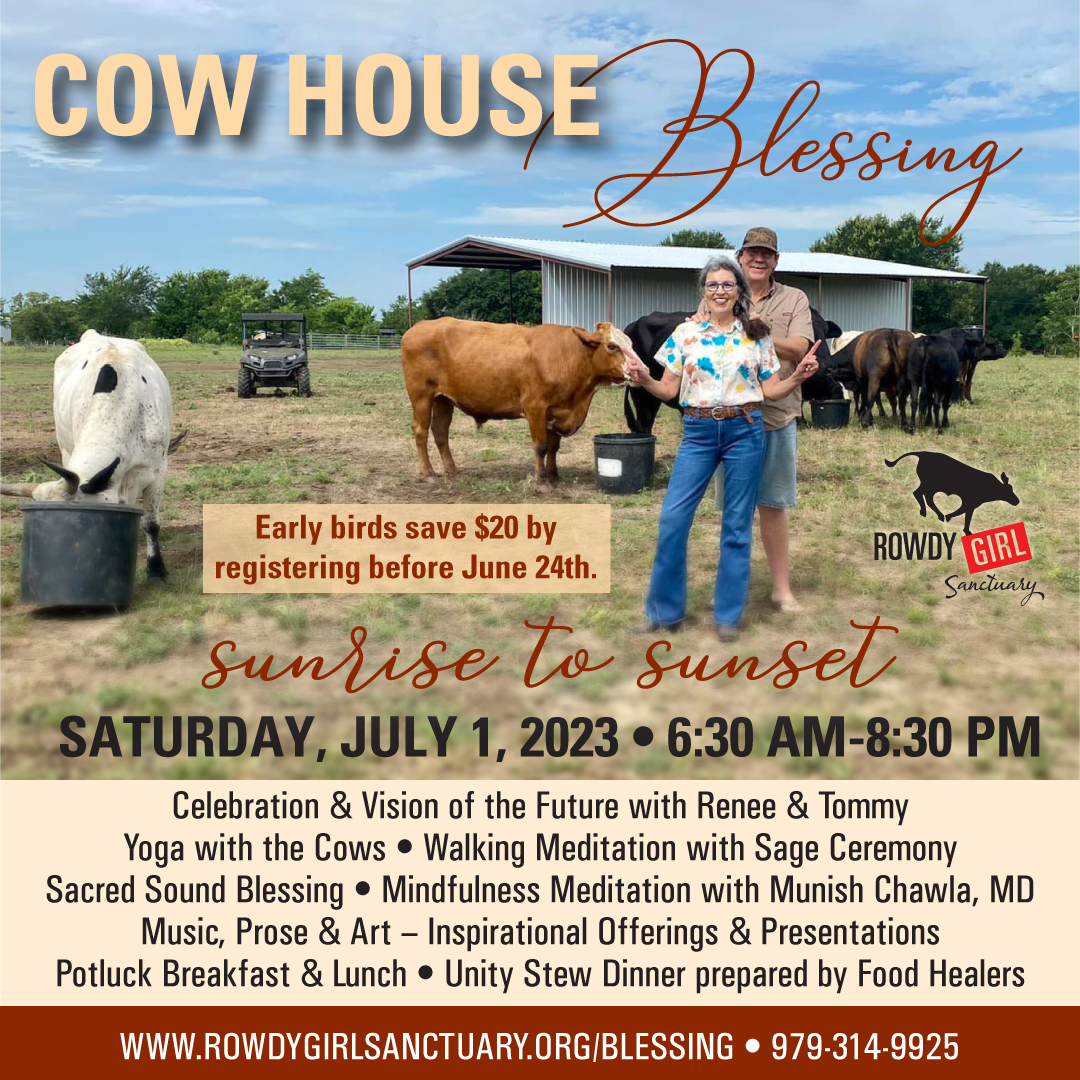 COW HOUSE Blessing
Early birds save $20 by
registering before June 24th.
ROWDY GIRL
Sanctuary
sunrise to sunset
SATURDAY, JULY 1, 2023 • 6:30 AM-8:30 PM
Celebration & Vision of the Future with Renee & Tommy
Yoga with the Cows • Walking Meditation with Sage Ceremony
Sacred Sound Blessing • Mindfulness Meditation with Munish Chawla, MD
Music, Prose & Art – Inspirational Offerings & Presentations
Potluck Breakfast & Lunch • Unity Stew Dinner prepared by Food Healers
WWW.ROWDYGIRLSANCTUARY.ORG/BLESSING • 979-314-9925